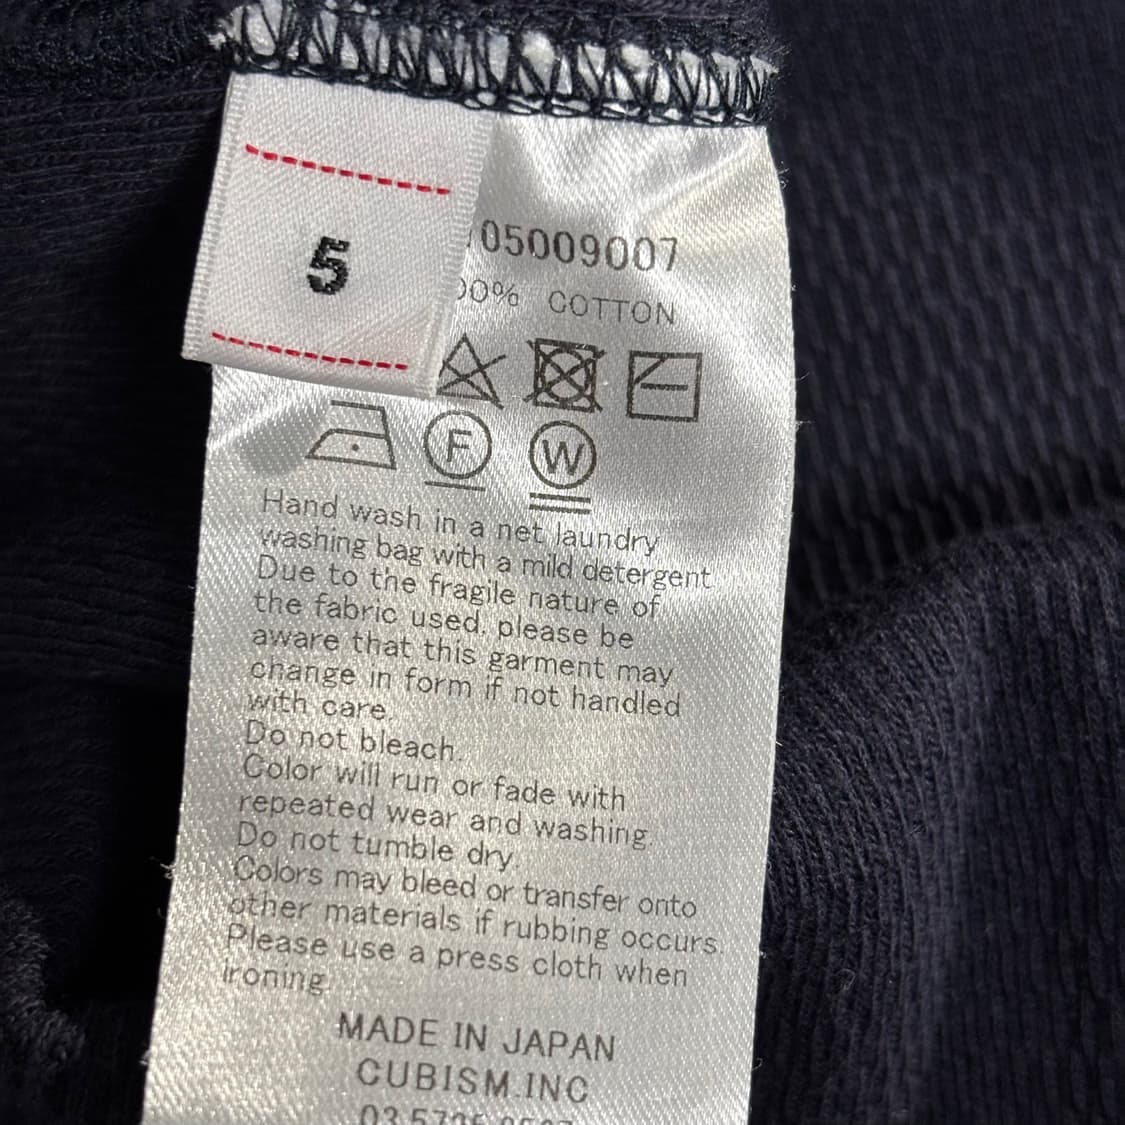 5
05009007
COTTON
F
W
Hand wash in a net laundry
washing bag with a mild detergent.
Due to the fragile nature of
the fabric used, please be
aware that this garment may
change in form if not handled
with care.
Do not bleach.
Color will run or fade with
repeated wear and washing.
Do not tumble dry.
Colors may bleed or transfer onto
other materials if rubbing occurs.
Please use a press cloth when
ironing.
MADE IN JAPAN
CUBISM.INC